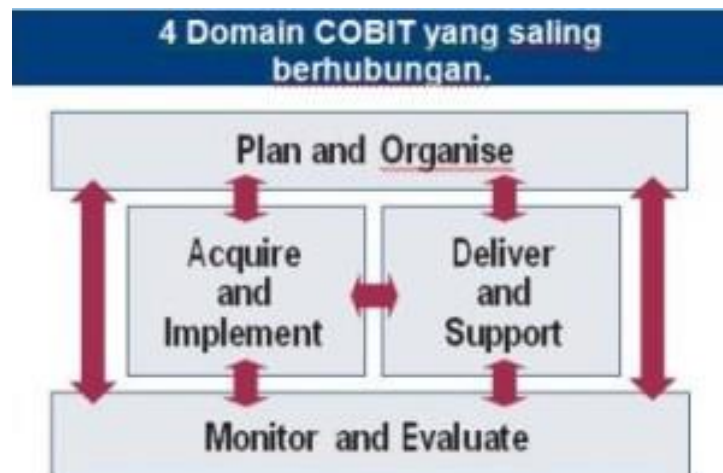 4 Domain COBIT yang saling
berhubungan.
Plan and Organise
Acquire
and
Implement
Deliver
and
Support
Monitor and Evaluate